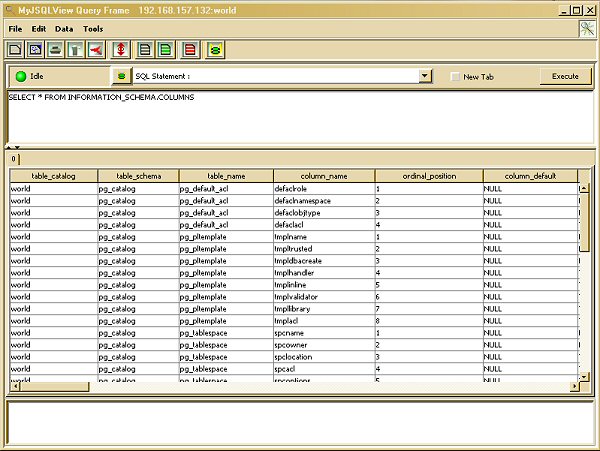 MyJSQLView Query Frame 192.168.157.132:world
File Edit Data Tools
Idle SQL Statement : New Tab Execute
SELECT * FROM INFORMATION_SCHEMA.COLUMNS
0
table_catalog table_schema table_name column_name ordinal_position column_default
world pg_catalog pg_default_acl defaclrole 1 NULL
world pg_catalog pg_default_acl defaclnamespace 2 NULL
world pg_catalog pg_default_acl defaclobjtype 3 NULL
world pg_catalog pg_default_acl defaclacl 4 NULL
world pg_catalog pg_pltemplate tmplname 1 NULL
world pg_catalog pg_pltemplate tmpltrusted 2 NULL
world pg_catalog pg_pltemplate tmpldbacreate 3 NULL
world pg_catalog pg_pltemplate tmplhandler 4 NULL
world pg_catalog pg_pltemplate tmplinline 5 NULL
world pg_catalog pg_pltemplate tmplvalidator 6 NULL
world pg_catalog pg_pltemplate tmpllibrary 7 NULL
world pg_catalog pg_pltemplate tmplacl 8 NULL
world pg_catalog pg_tablespace spcname 1 NULL
world pg_catalog pg_tablespace spcowner 2 NULL
world pg_catalog pg_tablespace spclocation 3 NULL
world pg_catalog pg_tablespace spcacl 4 NULL
world pg_catalog pg_tablespace spcoptions 5 NULL